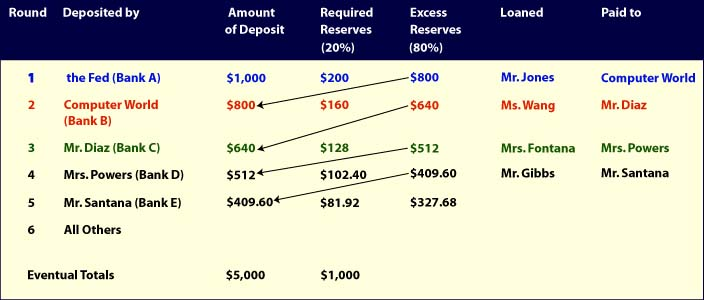 Round Deposited by Amount of Deposit Required Reserves (20%) Excess Reserves (80%) Loaned Paid to
1 the Fed (Bank A) $1,000 $200 $800 Mr. Jones Computer World
2 Computer World (Bank B) $800 $160 $640 Ms. Wang Mr. Diaz
3 Mr. Diaz (Bank C) $640 $128 $512 Mrs. Fontana Mrs. Powers
4 Mrs. Powers (Bank D) $512 $102.40 $409.60 Mr. Gibbs Mr. Santana
5 Mr. Santana (Bank E) $409.60 $81.92 $327.68
6 All Others
Eventual Totals $5,000 $1,000